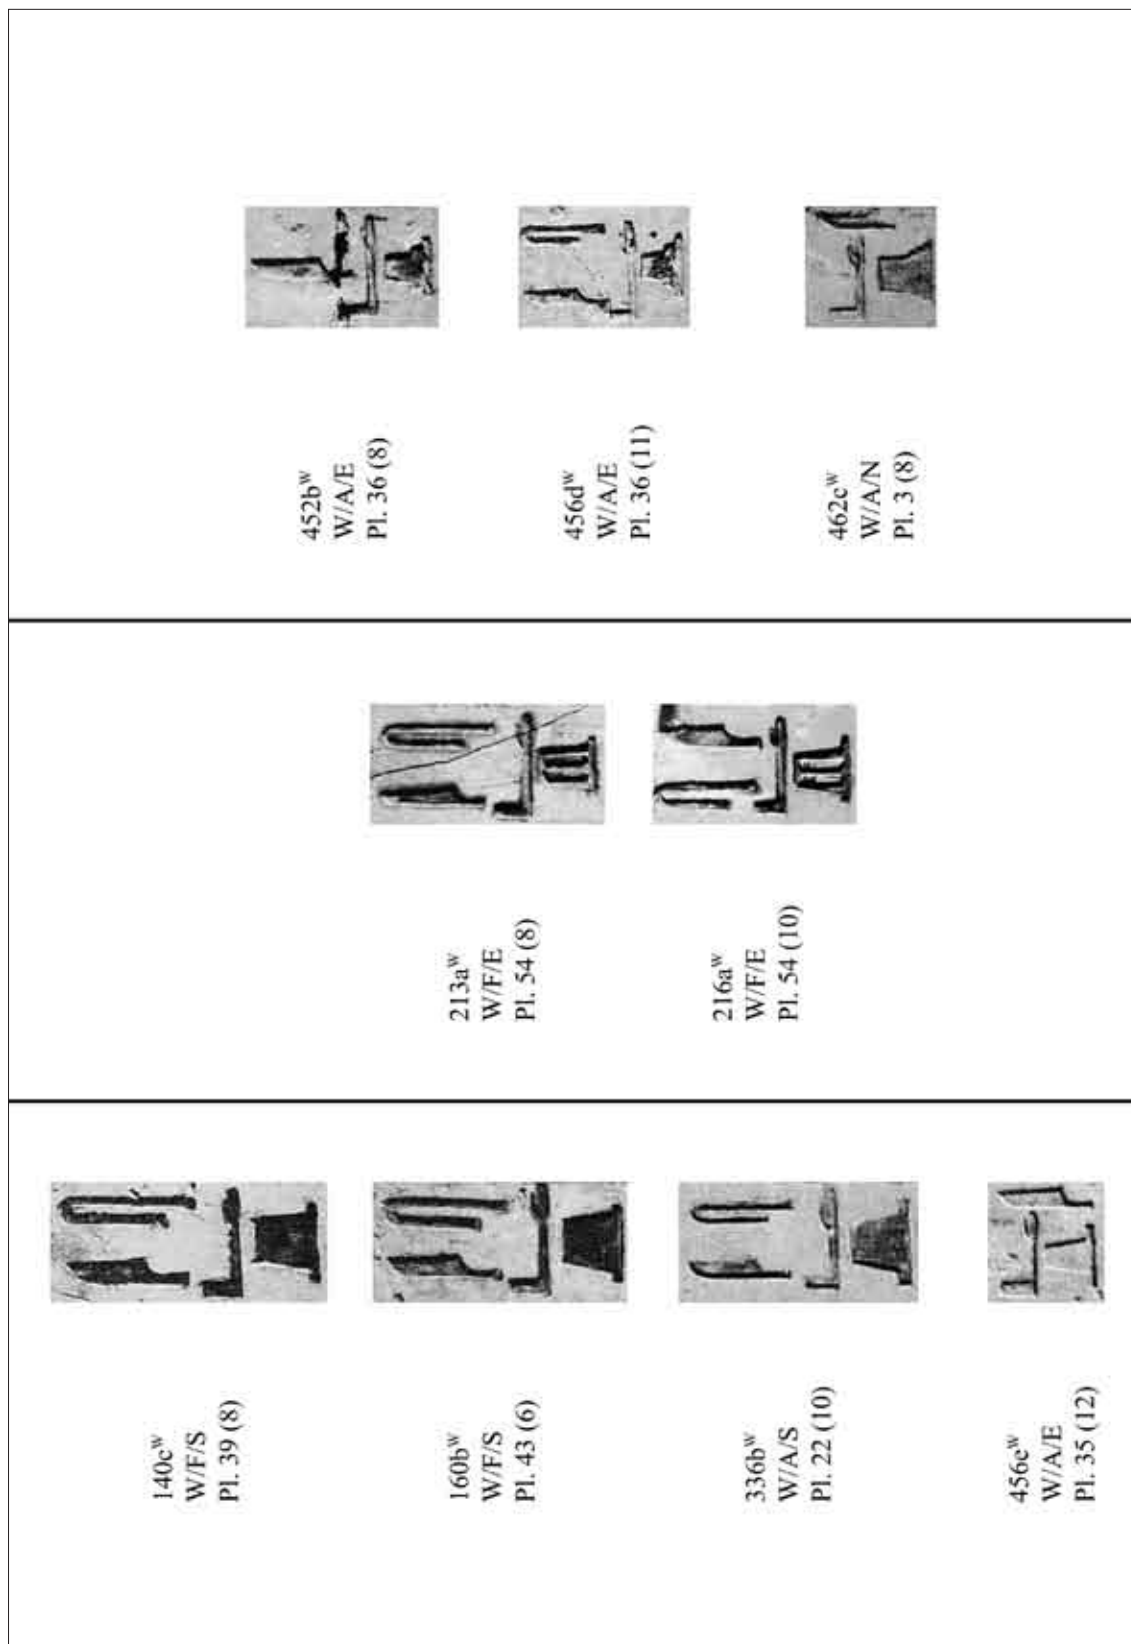 140cᵂ
W/F/S
Pl. 39 (8)
160bᵂ
W/F/S
Pl. 43 (6)
336bᵂ
W/A/S
Pl. 22 (10)
456eᵂ
W/A/E
Pl. 35 (12)
213aᵂ
W/F/E
Pl. 54 (8)
216aᵂ
W/F/E
Pl. 54 (10)
452bᵂ
W/A/E
Pl. 36 (8)
456dᵂ
W/A/E
Pl. 36 (11)
462cᵂ
W/A/N
Pl. 3 (8)